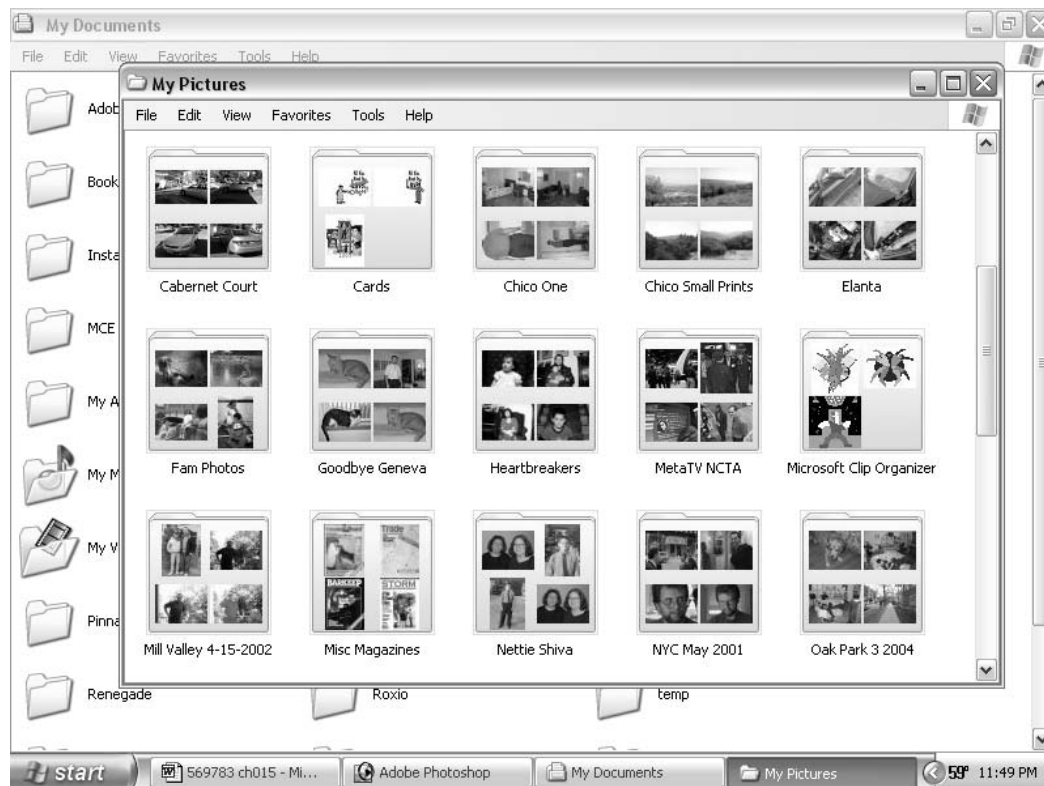 My Documents
File Edit View Favorites Tools Help
My Pictures
File Edit View Favorites Tools Help
Adob
Book
Insta
MCE
My A
My M
My V
Pinna
Cabernet Court Cards Chico One Chico Small Prints Elanta
Fam Photos Goodbye Geneva Heartbreakers MetaTV NCTA Microsoft Clip Organizer
STORM
Mill Valley 4-15-2002 Misc Magazines Nettie Shiva NYC May 2001 Oak Park 3 2004
Renegade Roxio temp
start 569783 ch015 - Mi... Adobe Photoshop My Documents My Pictures 59° 11:49 PM